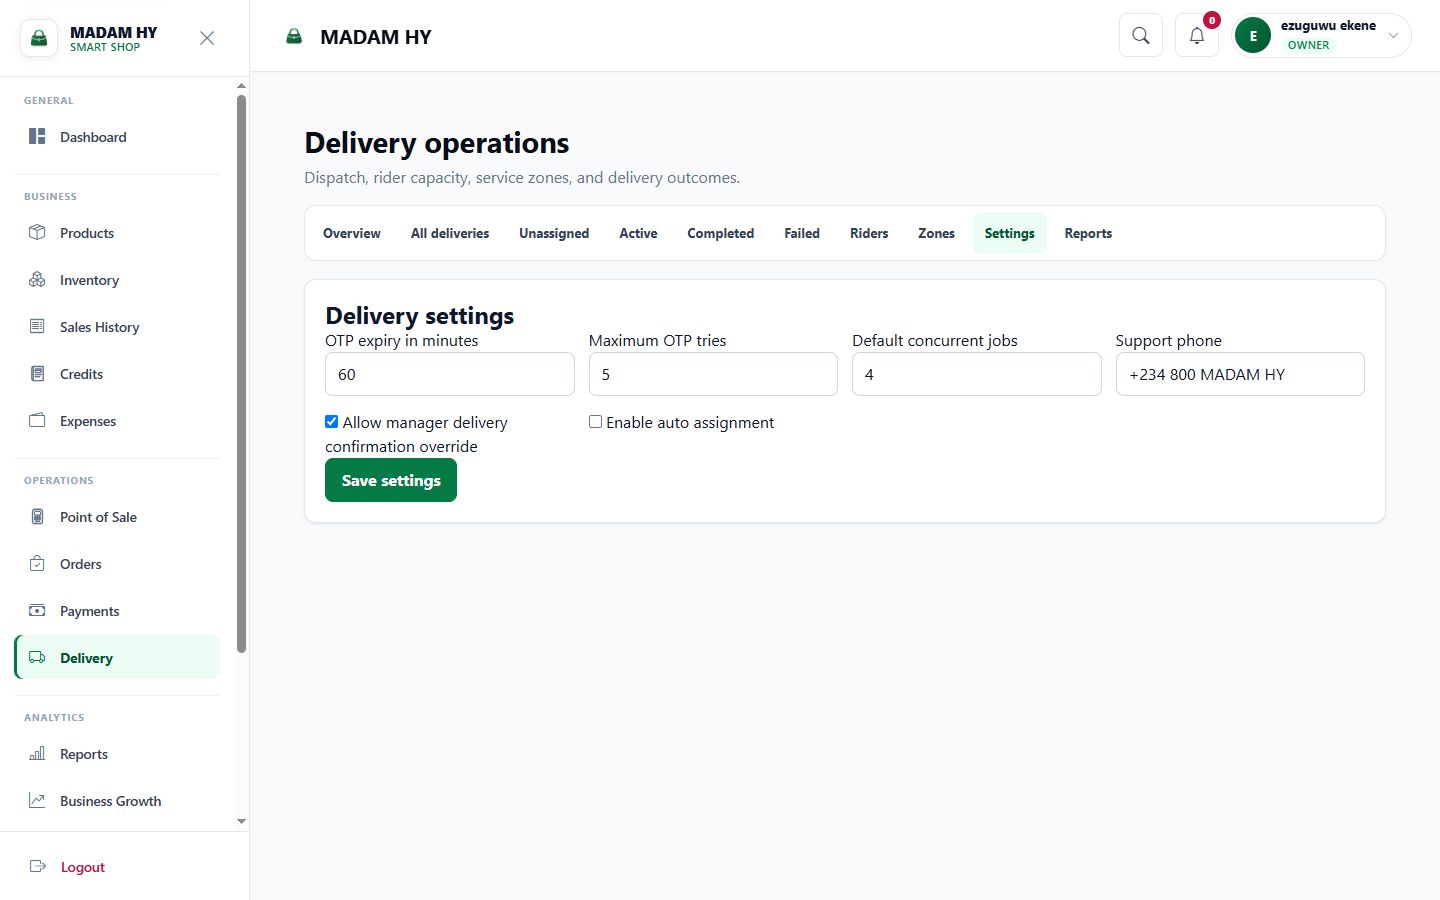 MADAM HY
SMART SHOP
GENERAL
Dashboard
BUSINESS
Products
Inventory
Sales History
Credits
Expenses
OPERATIONS
Point of Sale
Orders
Payments
Delivery
ANALYTICS
Reports
Business Growth
Logout
MADAM HY
0
E
ezuguwu ekene
OWNER
Delivery operations
Dispatch, rider capacity, service zones, and delivery outcomes.
Overview All deliveries Unassigned Active Completed Failed Riders Zones Settings Reports
Delivery settings
OTP expiry in minutes Maximum OTP tries Default concurrent jobs Support phone
60 5 4 +234 800 MADAM HY
Allow manager delivery confirmation override
Enable auto assignment
Save settings